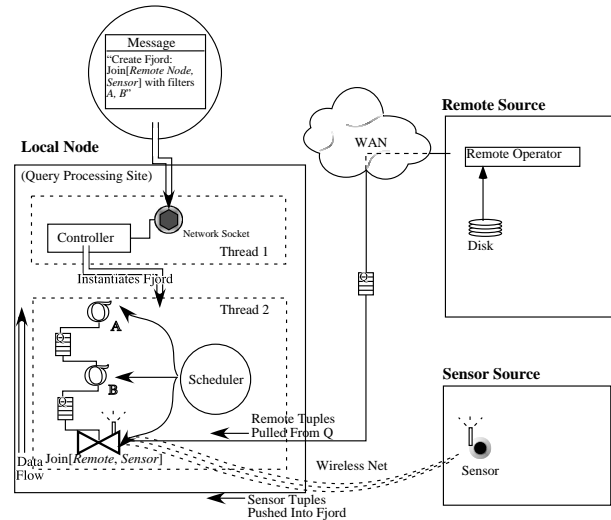 Message
“Create Fjord:
Join[Remote Node,
Sensor] with filters
A, B”
Remote Source
Local Node
WAN
Remote Operator
(Query Processing Site)
Network Socket
Controller
Disk
Thread 1
Instantiates Fjord
Thread 2
A
Scheduler
B
Sensor Source
Remote Tuples
Pulled From Q
Join[Remote, Sensor]
Data
Flow
Wireless Net
Sensor
Sensor Tuples
Pushed Into Fjord